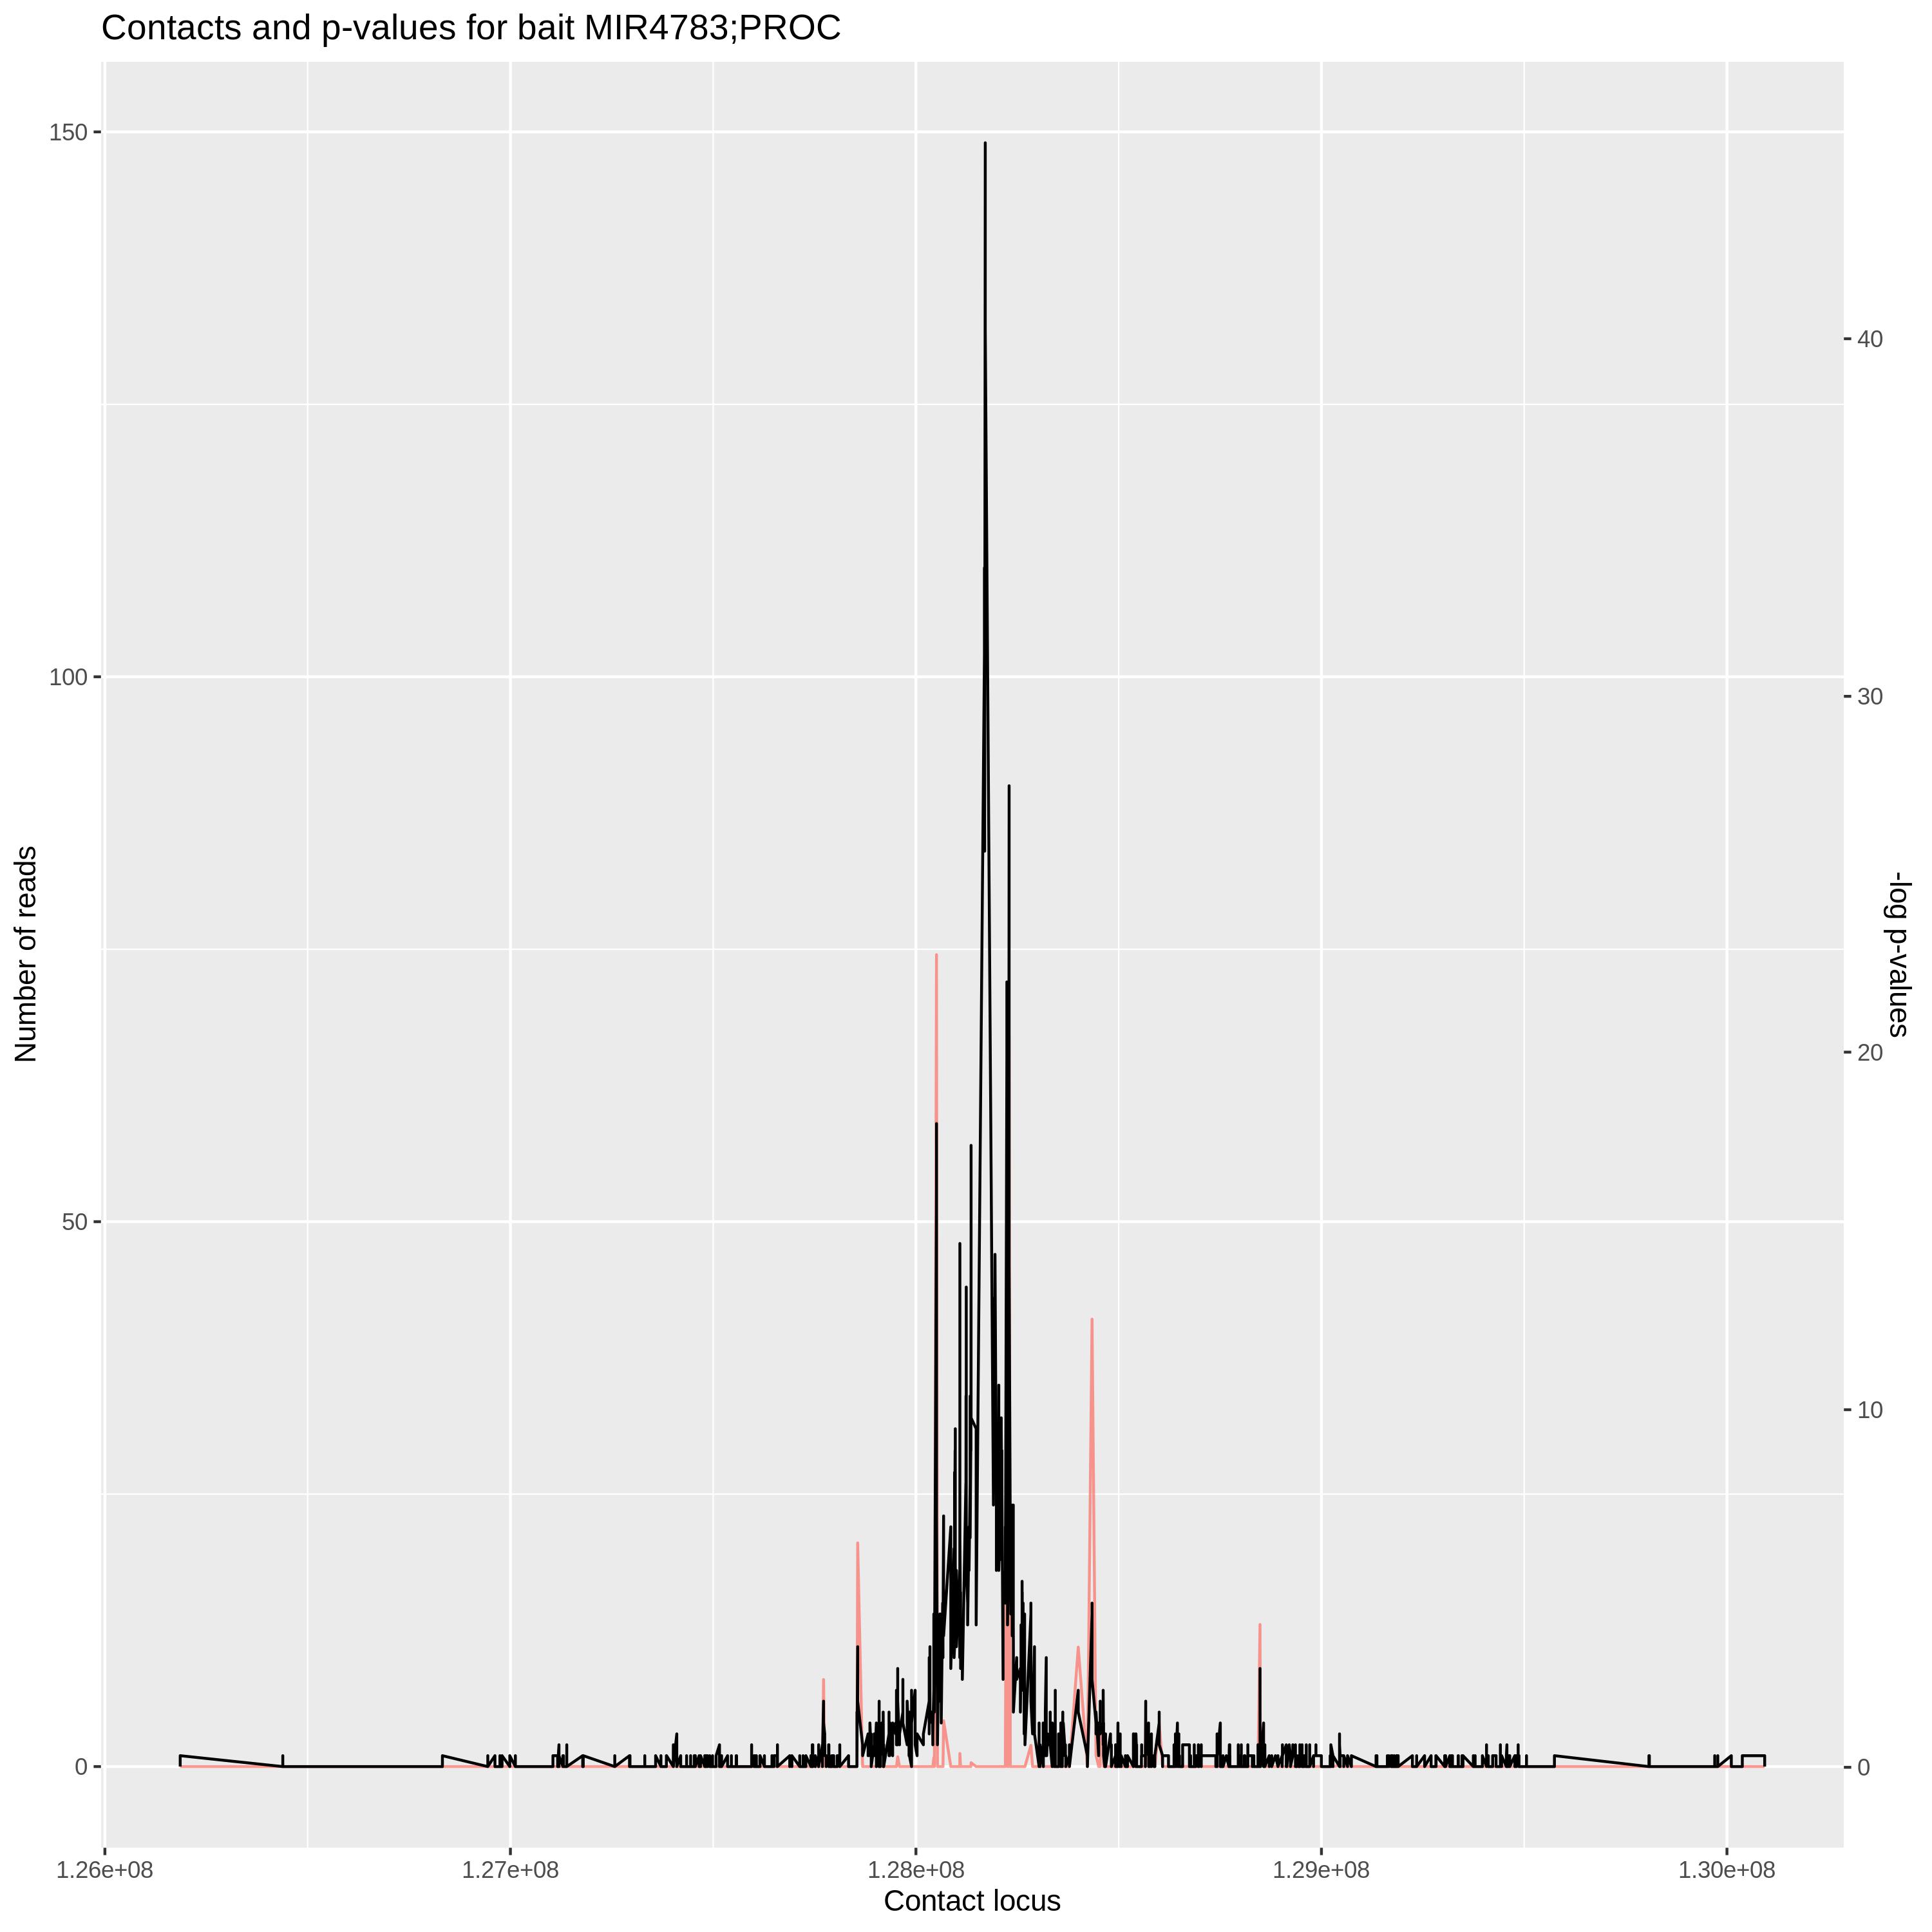 Contacts and p-values for bait MIR4783;PROC
150
100
50
0
Number of reads
40
30
20
10
0
-log p-values
1.26e+08
1.27e+08
1.28e+08
1.29e+08
1.30e+08
Contact locus